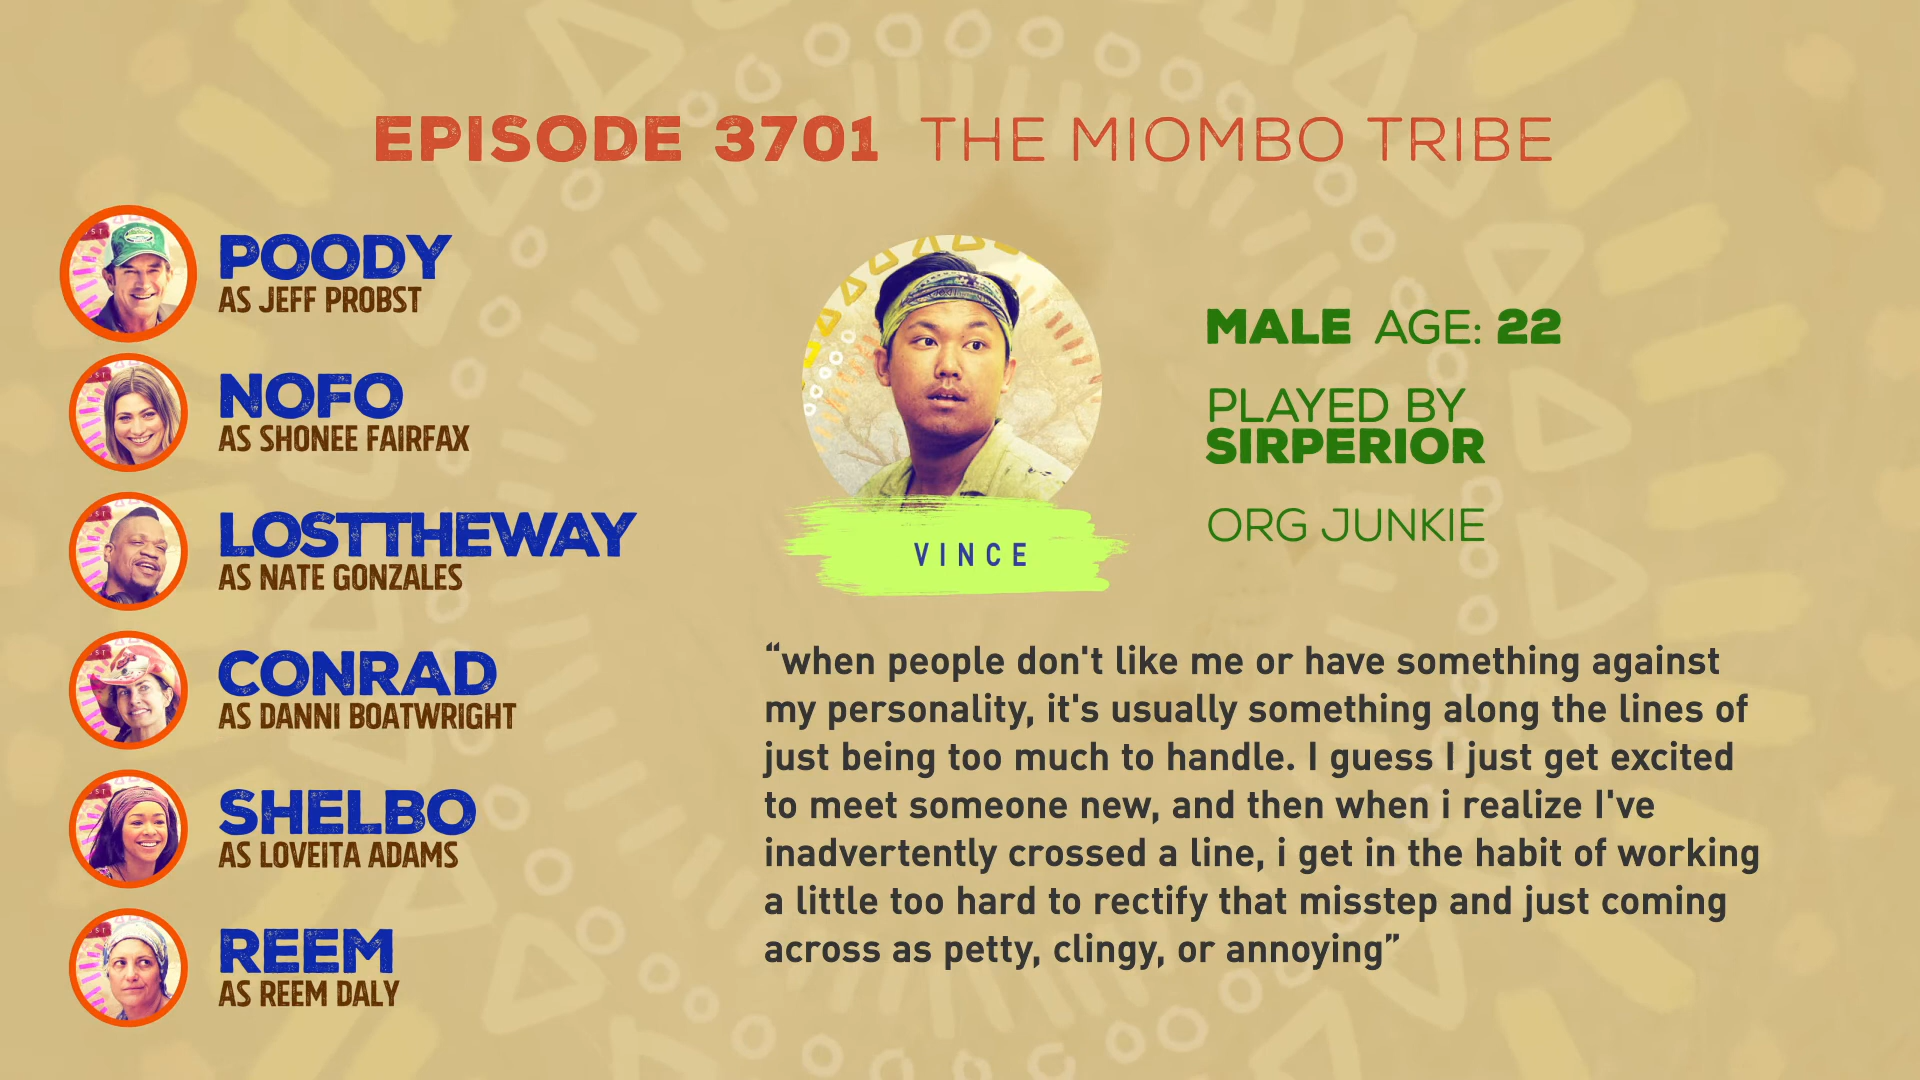 EPISODE 3701 THE MIOMBO TRIBE
POODY
AS JEFF PROBST
NOFO
AS SHONEE FAIRFAX
LOSTTHEWAY
AS NATE GONZALES
CONRAD
AS DANNI BOATWRIGHT
SHELBO
AS LOVEITA ADAMS
REEM
AS REEM DALY
VINCE
MALE AGE: 22
PLAYED BY
SIRPERIOR
ORG JUNKIE
“when people don't like me or have something against
my personality, it's usually something along the lines of
just being too much to handle. I guess I just get excited
to meet someone new, and then when i realize I've
inadvertently crossed a line, i get in the habit of working
a little too hard to rectify that misstep and just coming
across as petty, clingy, or annoying”